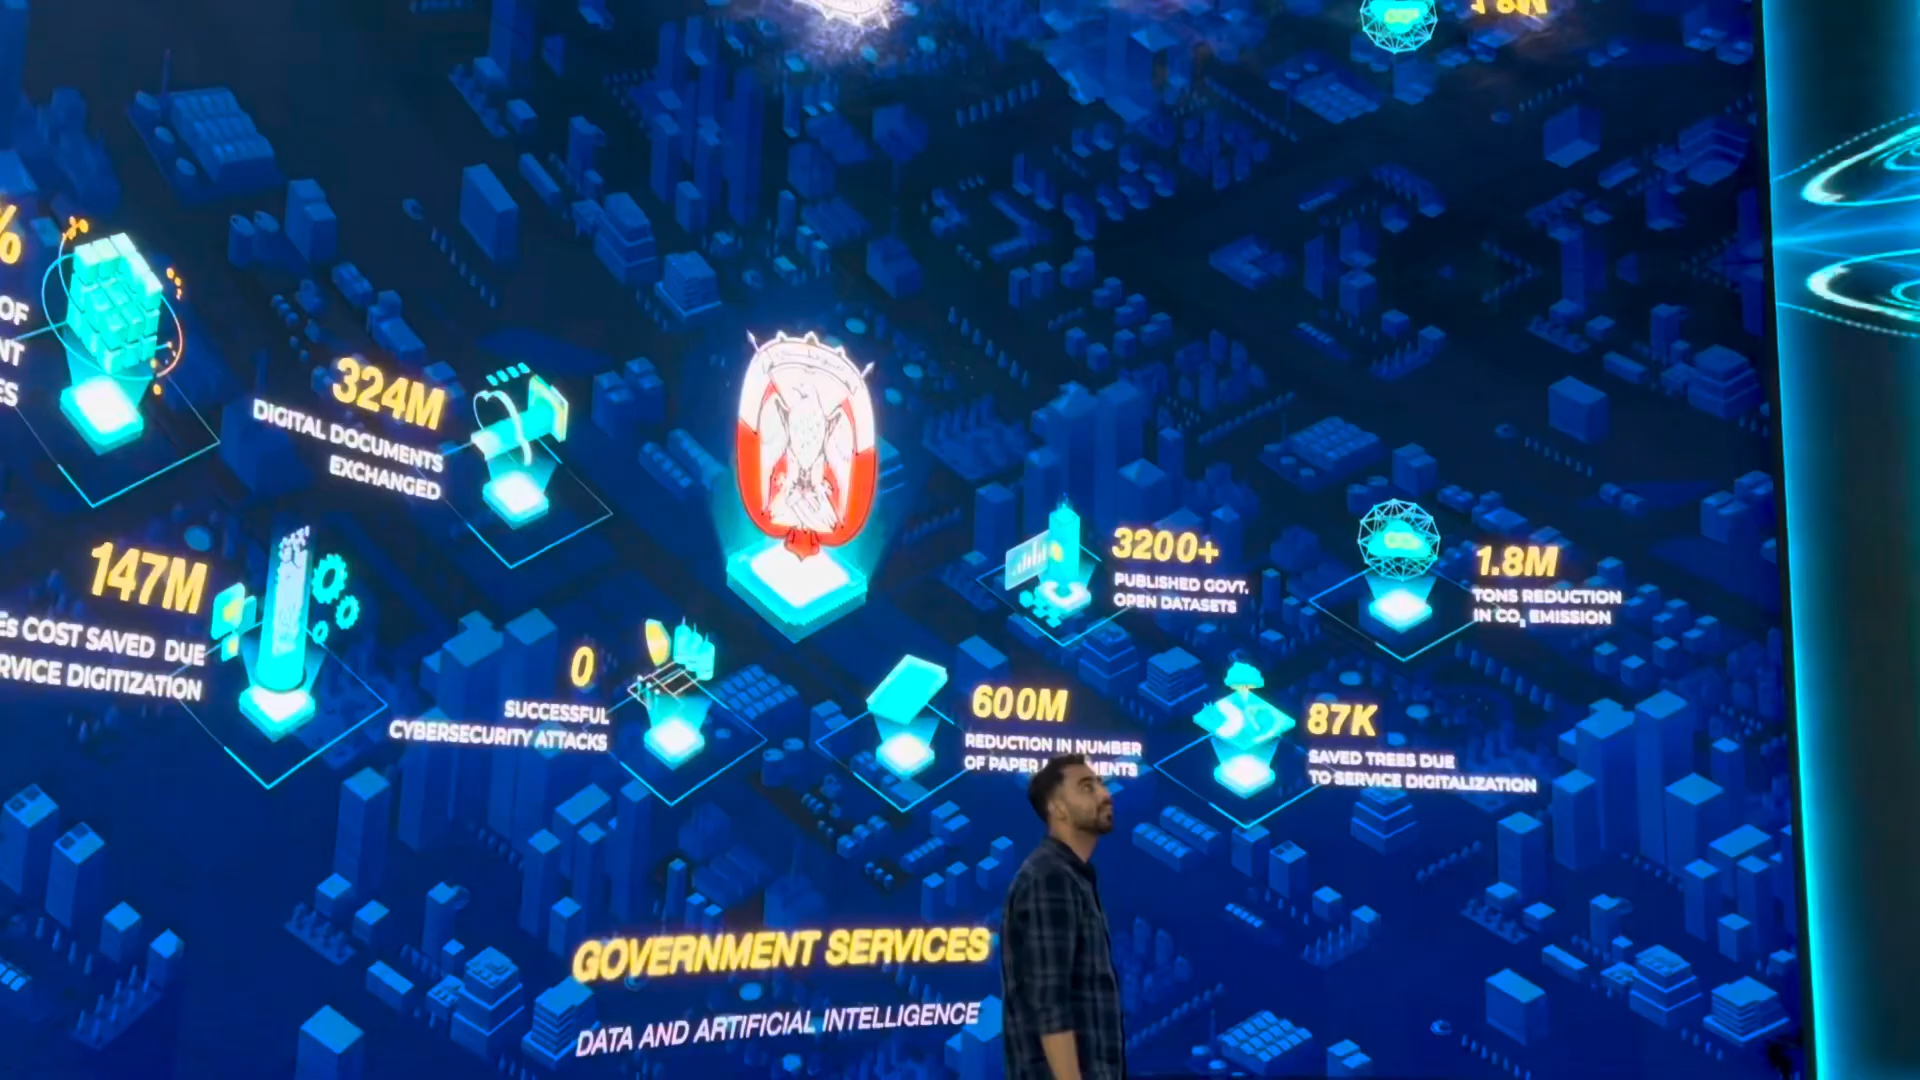 %
OF
324M
DIGITAL DOCUMENTS
EXCHANGED
147M
COST SAVED DUE
DIGITIZATION
0
SUCCESSFUL
CYBERSECURITY ATTACKS
3200+
PUBLISHED GOVT.
OPEN DATASETS
1.8M
TONS REDUCTION
IN CO₂ EMISSION
600M
REDUCTION IN NUMBER
OF PAPER
87K
SAVED TREES DUE
TO SERVICE DIGITALIZATION
GOVERNMENT SERVICES
DATA AND ARTIFICIAL INTELLIGENCE